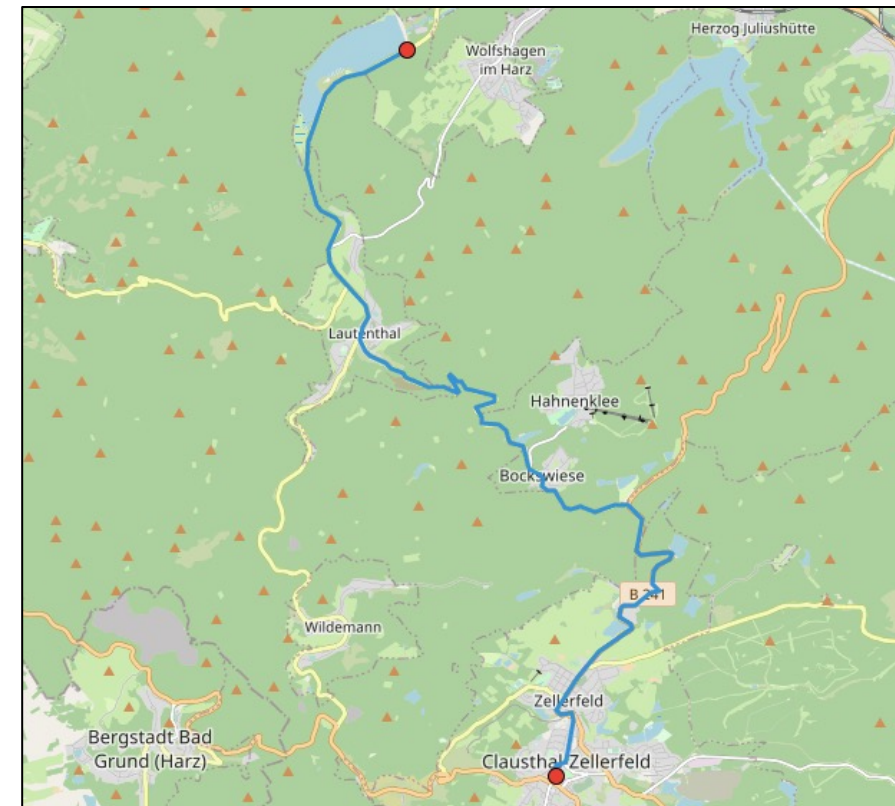 Herzog Juliushütte
Wolfshagen
im Harz
Lautenthal
Hahnenklee
Bockswiese
B 241
Wildemann
Zellerfeld
Bergstadt Bad
Grund (Harz)
Clausthal-Zellerfeld